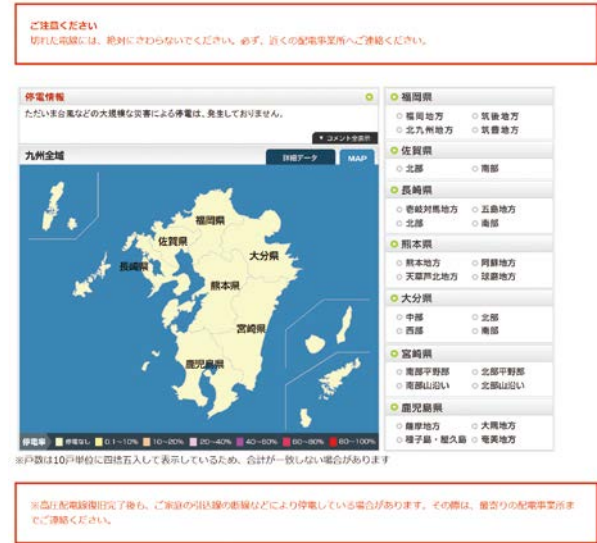 ご注意ください
切れた電線には、絶対にさわらないでください。必ず、近くの配電事業所へご連絡ください。
停電情報
ただいま台風などの大規模な災害による停電は、発生しておりません。
▼ コメント全表示
九州全域
詳細データ
MAP
福岡県
佐賀県
長崎県
大分県
熊本県
宮崎県
鹿児島県
停電率
停電なし 0.1~10% 10~20% 20~40% 40~60% 60~80% 80~100%
福岡県
福岡地方 筑後地方
北九州地方 筑豊地方
佐賀県
北部 南部
長崎県
壱岐対馬地方 五島地方
北部 南部
熊本県
熊本地方 阿蘇地方
天草芦北地方 球磨地方
大分県
中部 北部
西部 南部
宮崎県
南部平野部 北部平野部
南部山沿い 北部山沿い
鹿児島県
薩摩地方 大隅地方
種子島・屋久島 奄美地方
※戸数は10戸単位に四捨五入して表示しているため、合計が一致しない場合があります
※高圧配電線復旧完了後も、ご家庭の引込線の断線などにより停電している場合があります。その際は、最寄りの配電事業所ま
でご連絡ください。